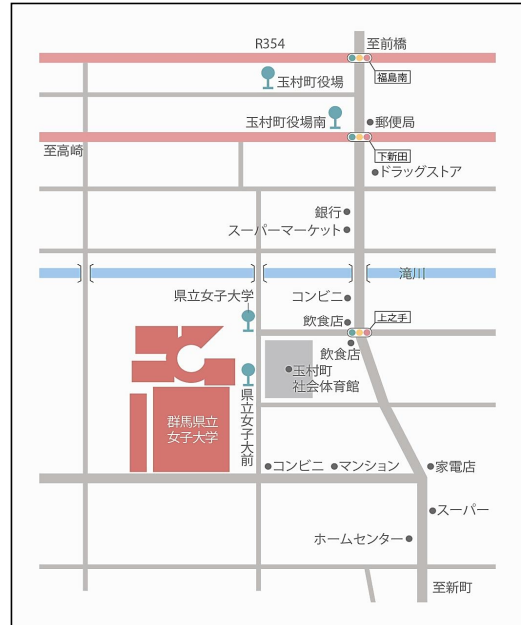 R354
至前橋
福島南
玉村町役場
玉村町役場南
郵便局
至高崎
下新田
ドラッグストア
銀行
スーパーマーケット
滝川
県立女子大学
コンビニ
飲食店
上之手
飲食店
玉村町
社会体育館
県立女子大前
群馬県立
女子大学
コンビニ
マンション
家電店
スーパー
ホームセンター
至新町